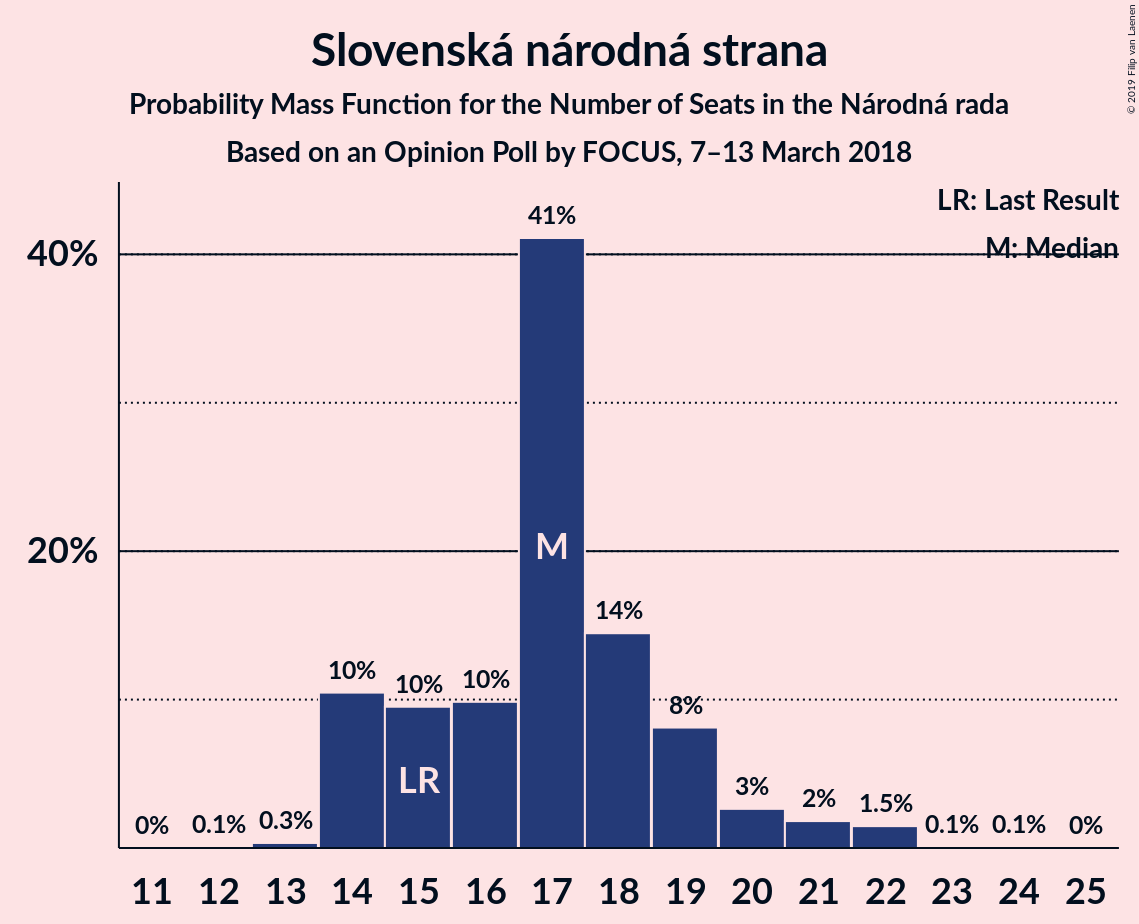 Slovenská národná strana
Probability Mass Function for the Number of Seats in the Národná rada
Based on an Opinion Poll by FOCUS, 7–13 March 2018
© 2019 Filip van Laenen
LR: Last Result
M: Median
40%
20%
0% 0.1% 0.3% 10% 10% 10% 41% 14% 8% 3% 2% 1.5% 0.1% 0.1% 0%
M
LR
11 12 13 14 15 16 17 18 19 20 21 22 23 24 25